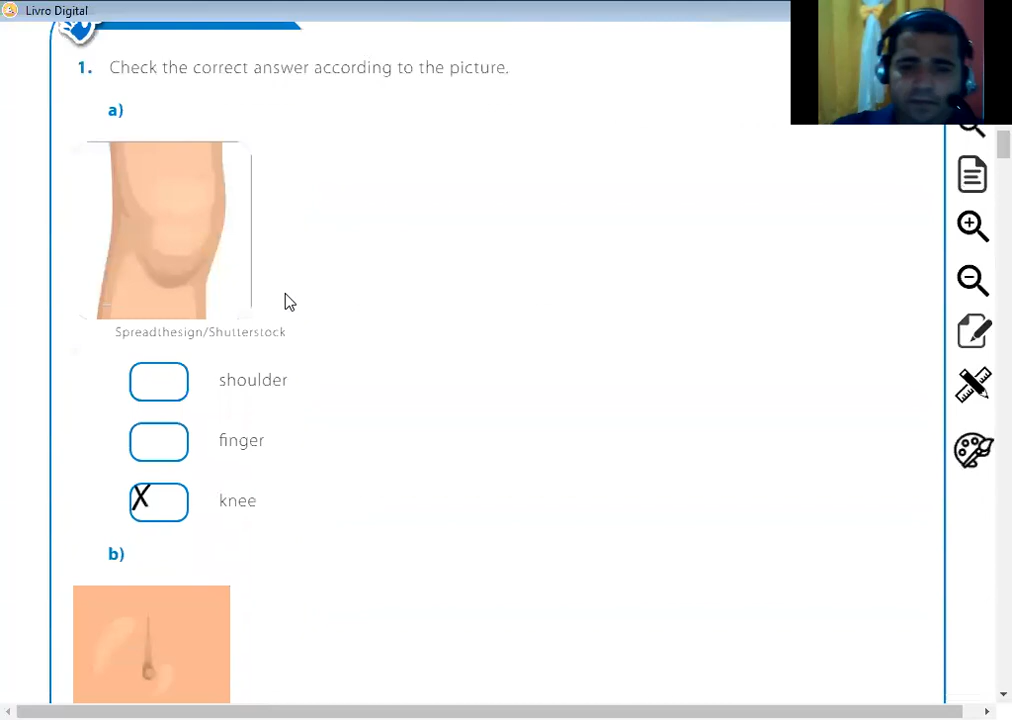 Livro Digital
1. Check the correct answer according to the picture.
a)
Spreadthesign/Shutterstock
shoulder
finger
X knee
b)